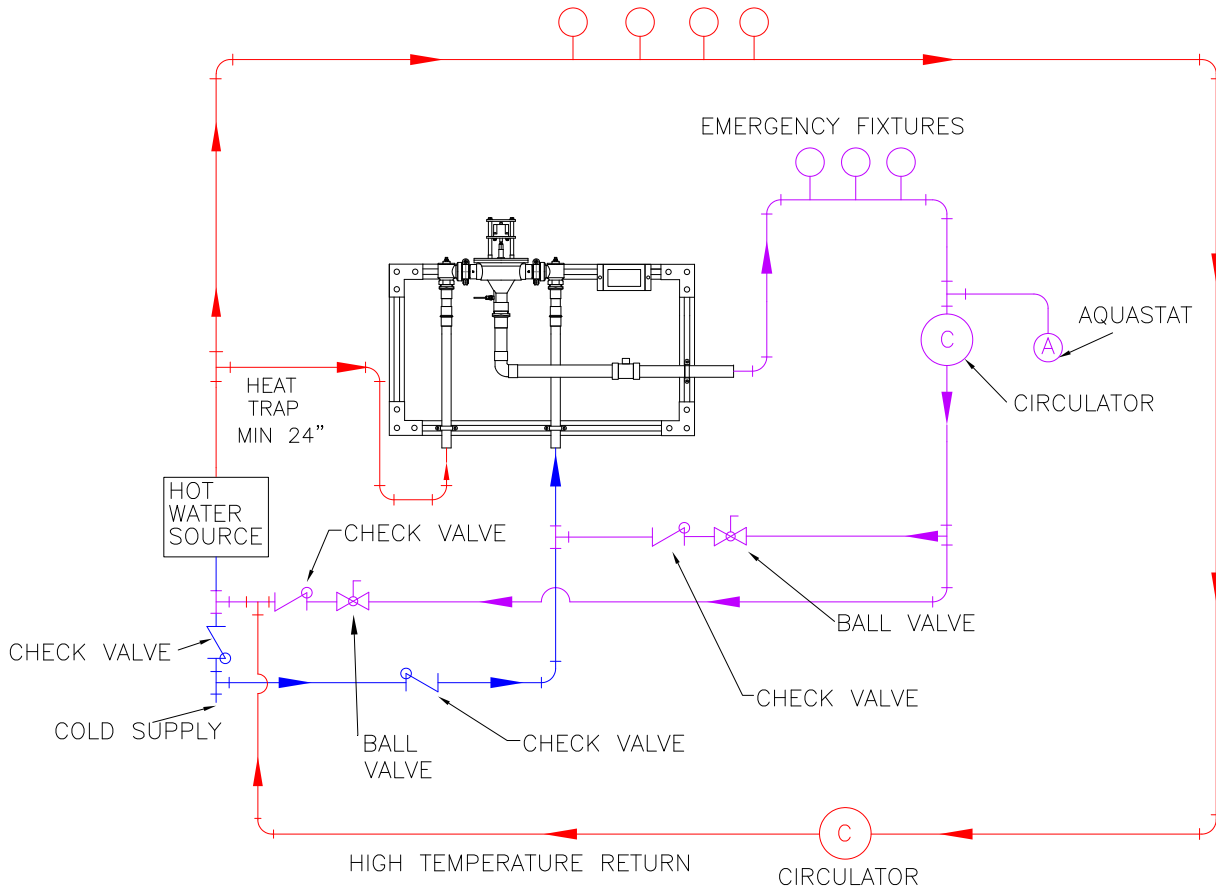 EMERGENCY FIXTURES
AQUASTAT
C
A
CIRCULATOR
HEAT
TRAP
MIN 24"
HOT
WATER
SOURCE
CHECK VALVE
BALL VALVE
CHECK VALVE
CHECK VALVE
COLD SUPPLY
BALL
VALVE
CHECK VALVE
C
HIGH TEMPERATURE RETURN
CIRCULATOR